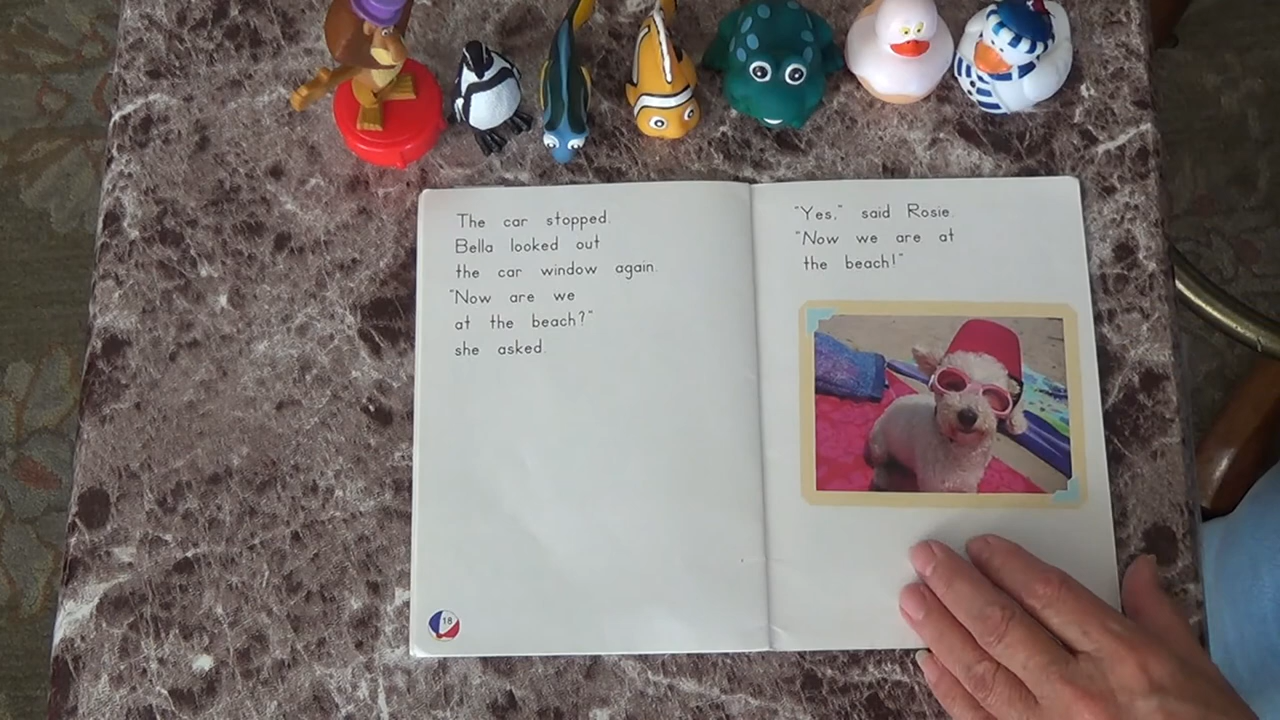 The car stopped.
Bella looked out
the car window again.
"Now are we
at the beach?"
she asked.
18
"Yes," said Rosie.
"Now we are at
the beach!"